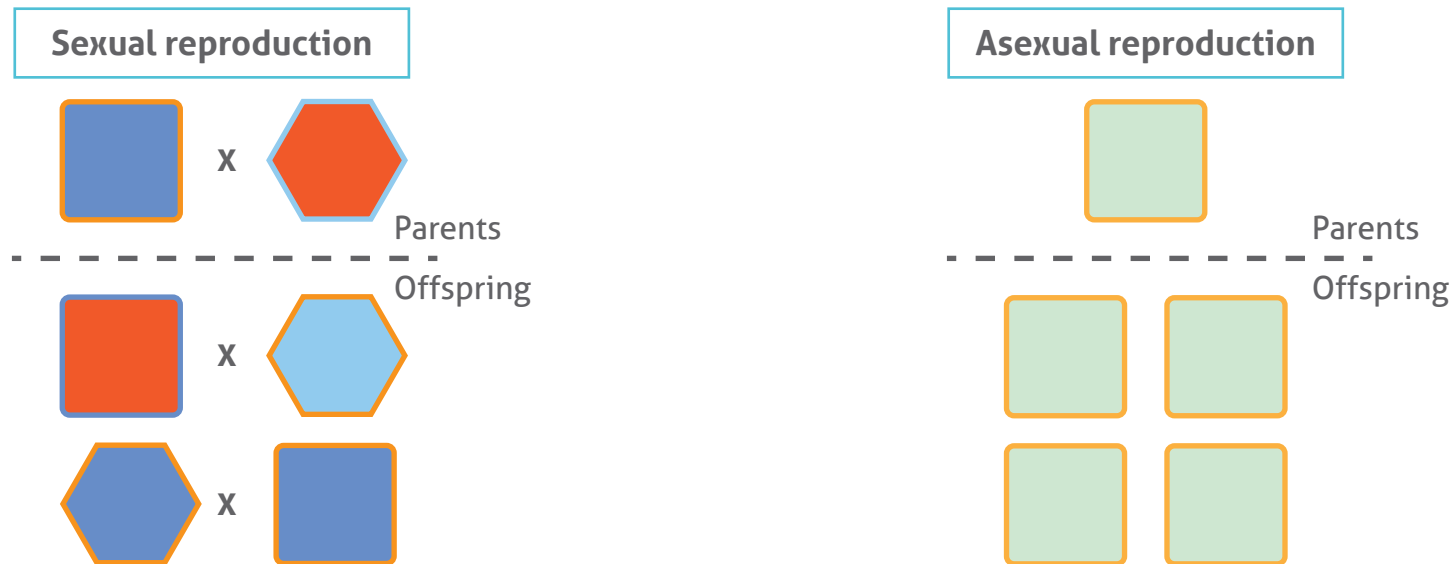 Sexual reproduction
x
Parents
Offspring
x
x
Asexual reproduction
Parents
Offspring